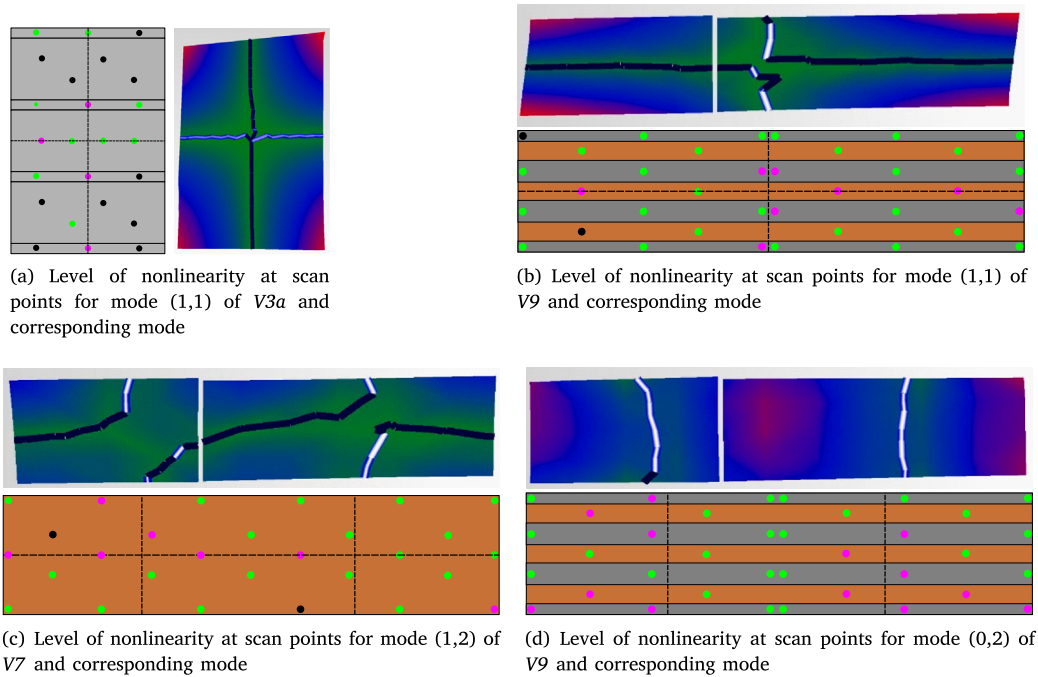 (a) Level of nonlinearity at scan
points for mode (1,1) of V3a and
corresponding mode
(b) Level of nonlinearity at scan points for mode (1,1) of
V9 and corresponding mode
(c) Level of nonlinearity at scan points for mode (1,2) of
V7 and corresponding mode
(d) Level of nonlinearity at scan points for mode (0,2) of
V9 and corresponding mode